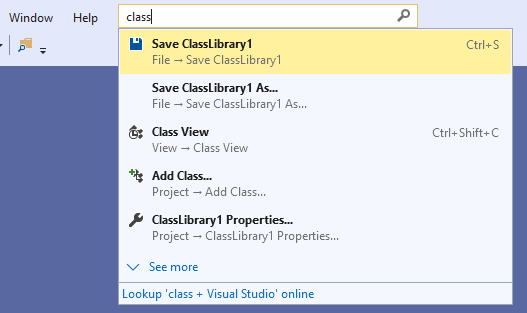 Window Help class
Save ClassLibrary1 Ctrl+S
File → Save ClassLibrary1
Save ClassLibrary1 As...
File → Save ClassLibrary1 As...
Class View Ctrl+Shift+C
View → Class View
Add Class...
Project → Add Class...
ClassLibrary1 Properties...
Project → ClassLibrary1 Properties...
See more
Lookup 'class + Visual Studio' online